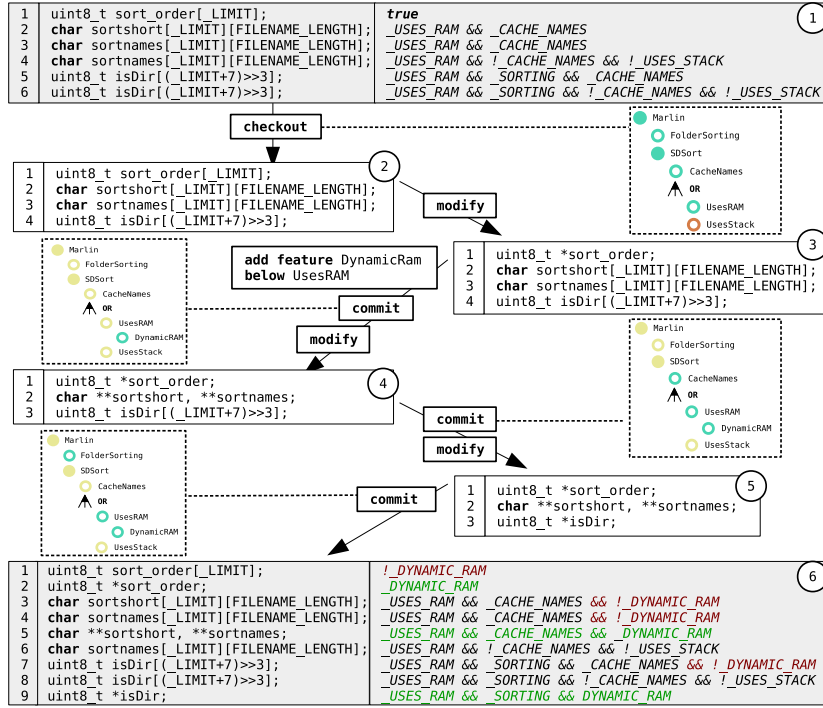 1 uint8_t sort_order[_LIMIT]; true
2 char sortshort[_LIMIT][FILENAME_LENGTH]; _USES_RAM && _CACHE_NAMES
3 char sortnames[_LIMIT][FILENAME_LENGTH]; _USES_RAM && _CACHE_NAMES
4 char sortnames[_LIMIT][FILENAME_LENGTH]; _USES_RAM && !_CACHE_NAMES && !_USES_STACK
5 uint8_t isDir[(_LIMIT+7)>>3]; _USES_RAM && _SORTING && _CACHE_NAMES
6 uint8_t isDir[(_LIMIT+7)>>3]; _USES_RAM && _SORTING && !_CACHE_NAMES && !_USES_STACK
1
checkout
Marlin
FolderSorting
SDSort
CacheNames
OR
UsesRAM
UsesStack
2
1 uint8_t sort_order[_LIMIT];
2 char sortshort[_LIMIT][FILENAME_LENGTH];
3 char sortnames[_LIMIT][FILENAME_LENGTH];
4 uint8_t isDir[(_LIMIT+7)>>3];
modify
3
1 uint8_t *sort_order;
2 char sortshort[_LIMIT][FILENAME_LENGTH];
3 char sortnames[_LIMIT][FILENAME_LENGTH];
4 uint8_t isDir[(_LIMIT+7)>>3];
add feature DynamicRam
below UsesRAM
Marlin
FolderSorting
SDSort
CacheNames
OR
UsesRAM
DynamicRAM
UsesStack
commit
modify
4
1 uint8_t *sort_order;
2 char **sortshort, **sortnames;
3 uint8_t isDir[(_LIMIT+7)>>3];
Marlin
FolderSorting
SDSort
CacheNames
OR
UsesRAM
DynamicRAM
UsesStack
commit
modify
5
1 uint8_t *sort_order;
2 char **sortshort, **sortnames;
3 uint8_t *isDir;
Marlin
FolderSorting
SDSort
CacheNames
OR
UsesRAM
DynamicRAM
UsesStack
commit
6
1 uint8_t sort_order[_LIMIT]; !_DYNAMIC_RAM
2 uint8_t *sort_order; _DYNAMIC_RAM
3 char sortshort[_LIMIT][FILENAME_LENGTH]; _USES_RAM && _CACHE_NAMES && !_DYNAMIC_RAM
4 char sortnames[_LIMIT][FILENAME_LENGTH]; _USES_RAM && _CACHE_NAMES && !_DYNAMIC_RAM
5 char **sortshort, **sortnames; _USES_RAM && _CACHE_NAMES && _DYNAMIC_RAM
6 char sortnames[_LIMIT][FILENAME_LENGTH]; _USES_RAM && !_CACHE_NAMES && !_USES_STACK
7 uint8_t isDir[(_LIMIT+7)>>3]; _USES_RAM && _SORTING && _CACHE_NAMES && !_DYNAMIC_RAM
8 uint8_t isDir[(_LIMIT+7)>>3]; _USES_RAM && _SORTING && !_CACHE_NAMES && !_USES_STACK
9 uint8_t *isDir; _USES_RAM && _SORTING && DYNAMIC_RAM